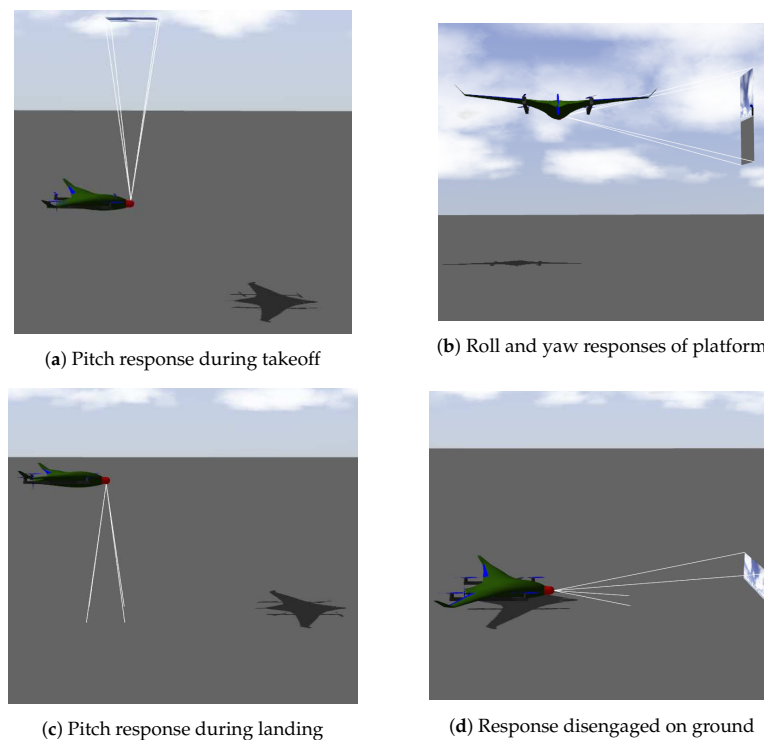 (a) Pitch response during takeoff
(b) Roll and yaw responses of platform
(c) Pitch response during landing
(d) Response disengaged on ground